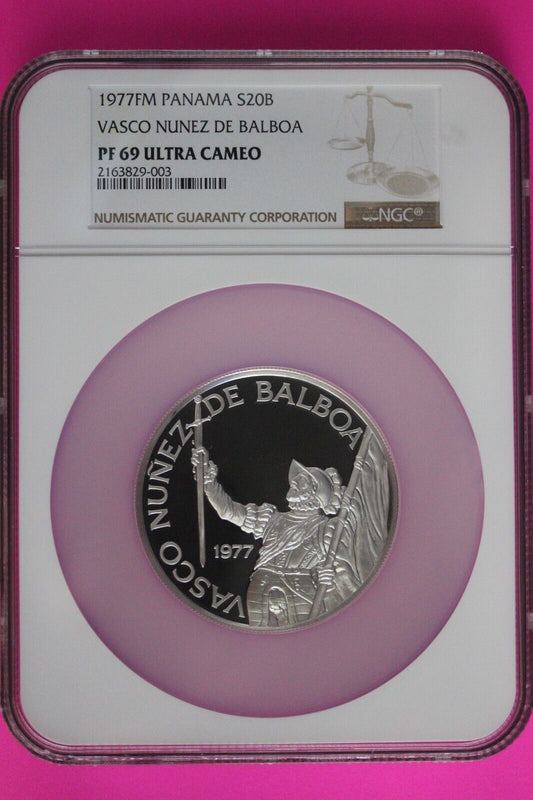 1977FM PANAMA S20B
VASCO NUNEZ DE BALBOA
PF 69 ULTRA CAMEO
2163829-003
NUMISMATIC GUARANTY CORPORATION
NGC®
VASCO NUÑEZ DE BALBOA
1977